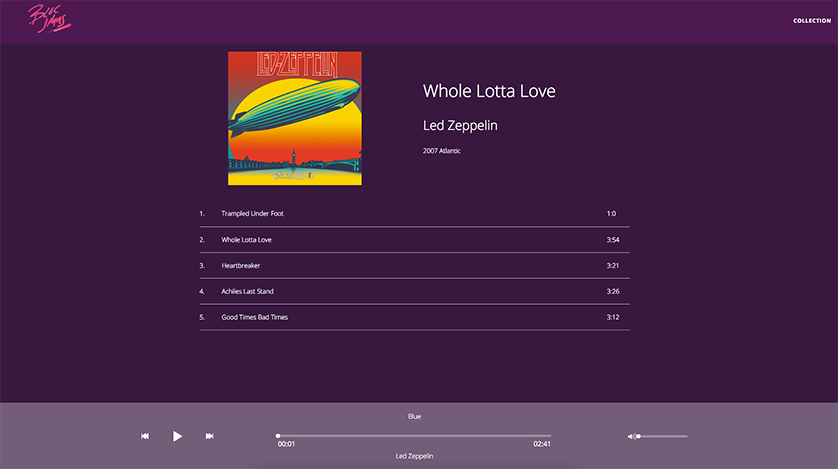 BLOC
JAMS
COLLECTION
LED-ZEPPELIN
Whole Lotta Love
Led Zeppelin
2007 Atlantic
1. Trampled Under Foot 1:0
2. Whole Lotta Love 3:54
3. Heartbreaker 3:21
4. Achiles Last Stand 3:26
5. Good Times Bad Times 3:12
Blue
00:01 02:41
Led Zeppelin